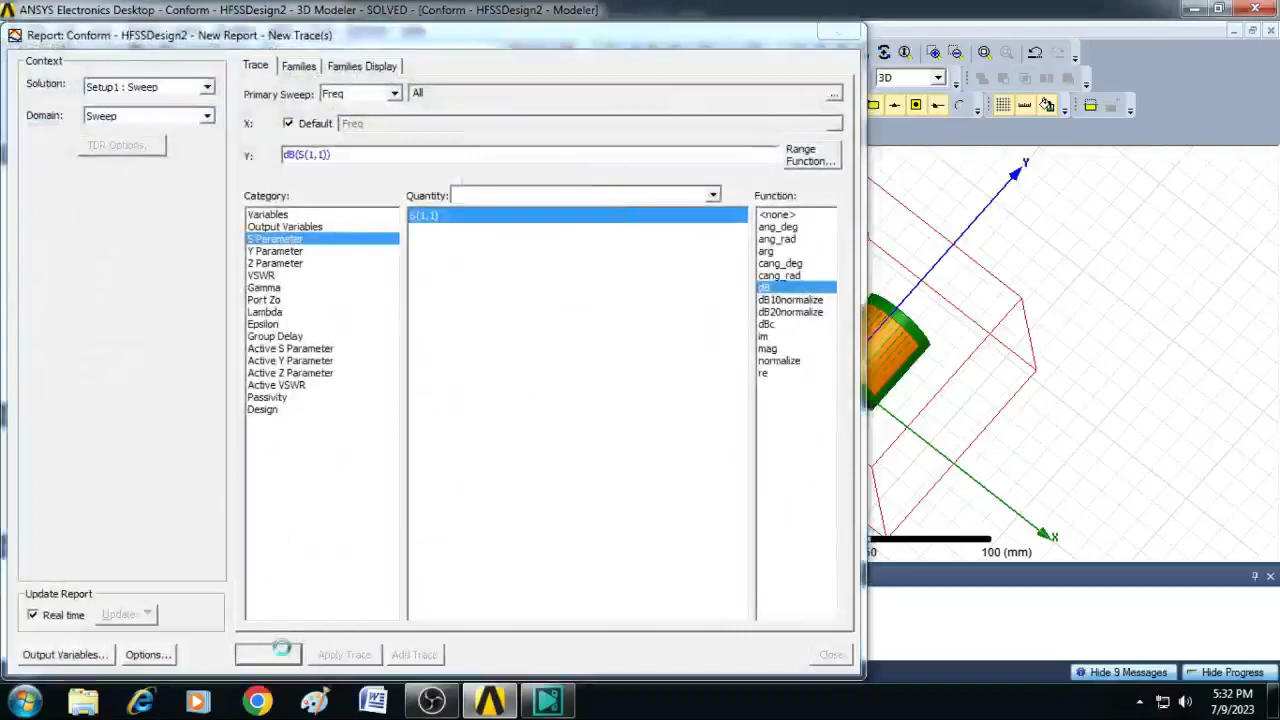 ANSYS Electronics Desktop - Conform - HFSSDesign2 - 3D Modeler - SOLVED - [Conform - HFSSDesign2 - Modeler]
Report: Conform - HFSSDesign2 - New Report - New Trace(s)
Context
Solution: Setup1 : Sweep
Domain: Sweep
TDR Options...
Update Report
Real time Update
Output Variables... Options...
Trace Families Families Display
Primary Sweep: Freq All ...
X: Default Freq
Y: dB(S(1,1)) Range Function...
Category:
Variables
Output Variables
S Parameter
Y Parameter
Z Parameter
VSWR
Gamma
Port Zo
Lambda
Epsilon
Group Delay
Active S Parameter
Active Y Parameter
Active Z Parameter
Active VSWR
Passivity
Design
Quantity:
S(1,1)
Function:
<none>
ang_deg
ang_rad
arg
cang_deg
cang_rad
dB
dB10normalize
dB20normalize
dBc
im
mag
normalize
re
Apply Trace Add Trace Close
3D
Y
X
100 (mm)
Hide 9 Messages Hide Progress
5:32 PM
7/9/2023